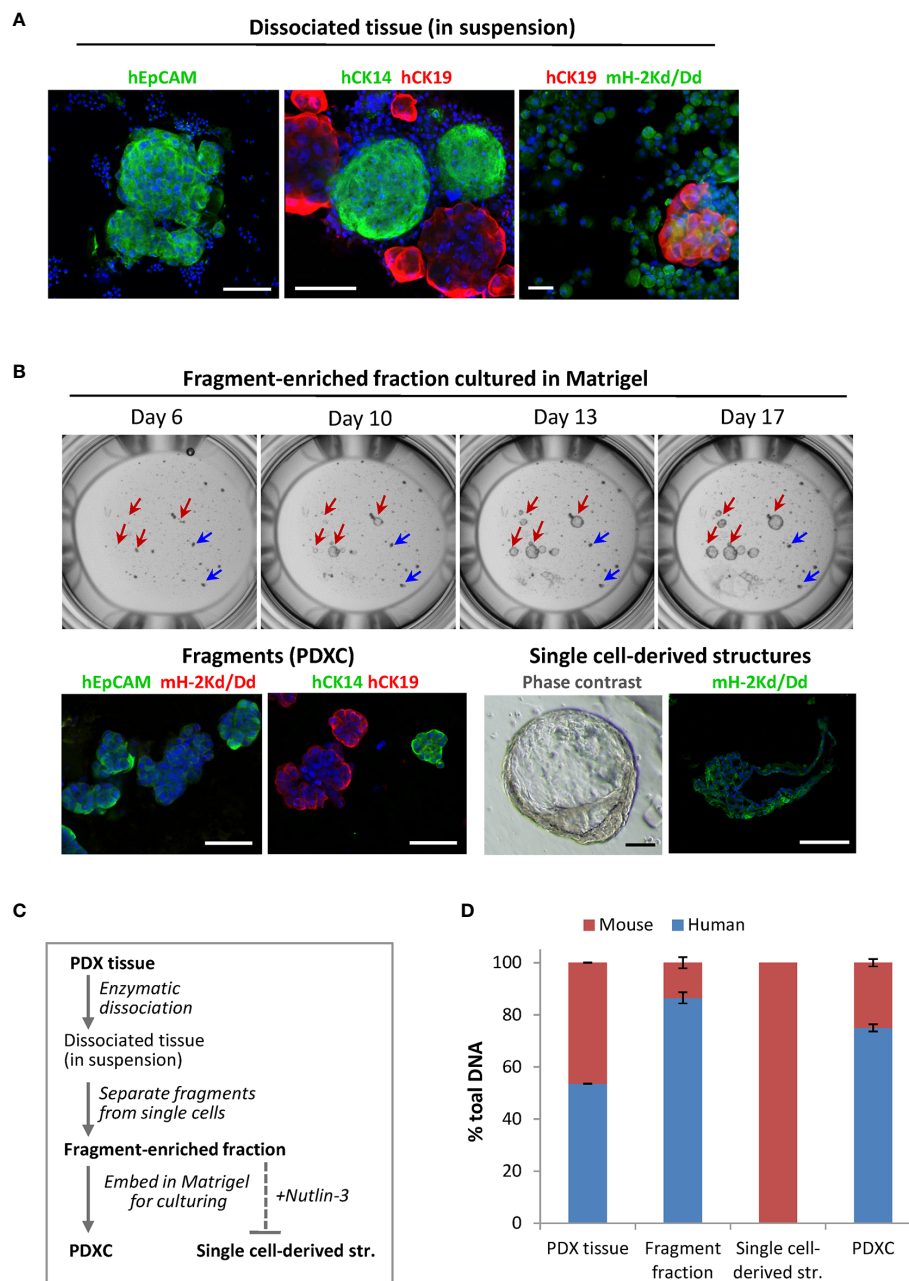 A
Dissociated tissue (in suspension)
hEpCAM
hCK14 hCK19
hCK19 mH-2Kd/Dd
B
Fragment-enriched fraction cultured in Matrigel
Day 6
Day 10
Day 13
Day 17
Fragments (PDXC)
Single cell-derived structures
hEpCAM mH-2Kd/Dd
hCK14 hCK19
Phase contrast
mH-2Kd/Dd
C
PDX tissue
Enzymatic
dissociation
Dissociated tissue
(in suspension)
Separate fragments
from single cells
Fragment-enriched fraction
Embed in Matrigel
for culturing
+Nutlin-3
PDXC
Single cell-derived str.
D
Mouse
Human
% toal DNA
100
80
60
40
20
0
PDX tissue
Fragment
fraction
Single cell-
derived str.
PDXC